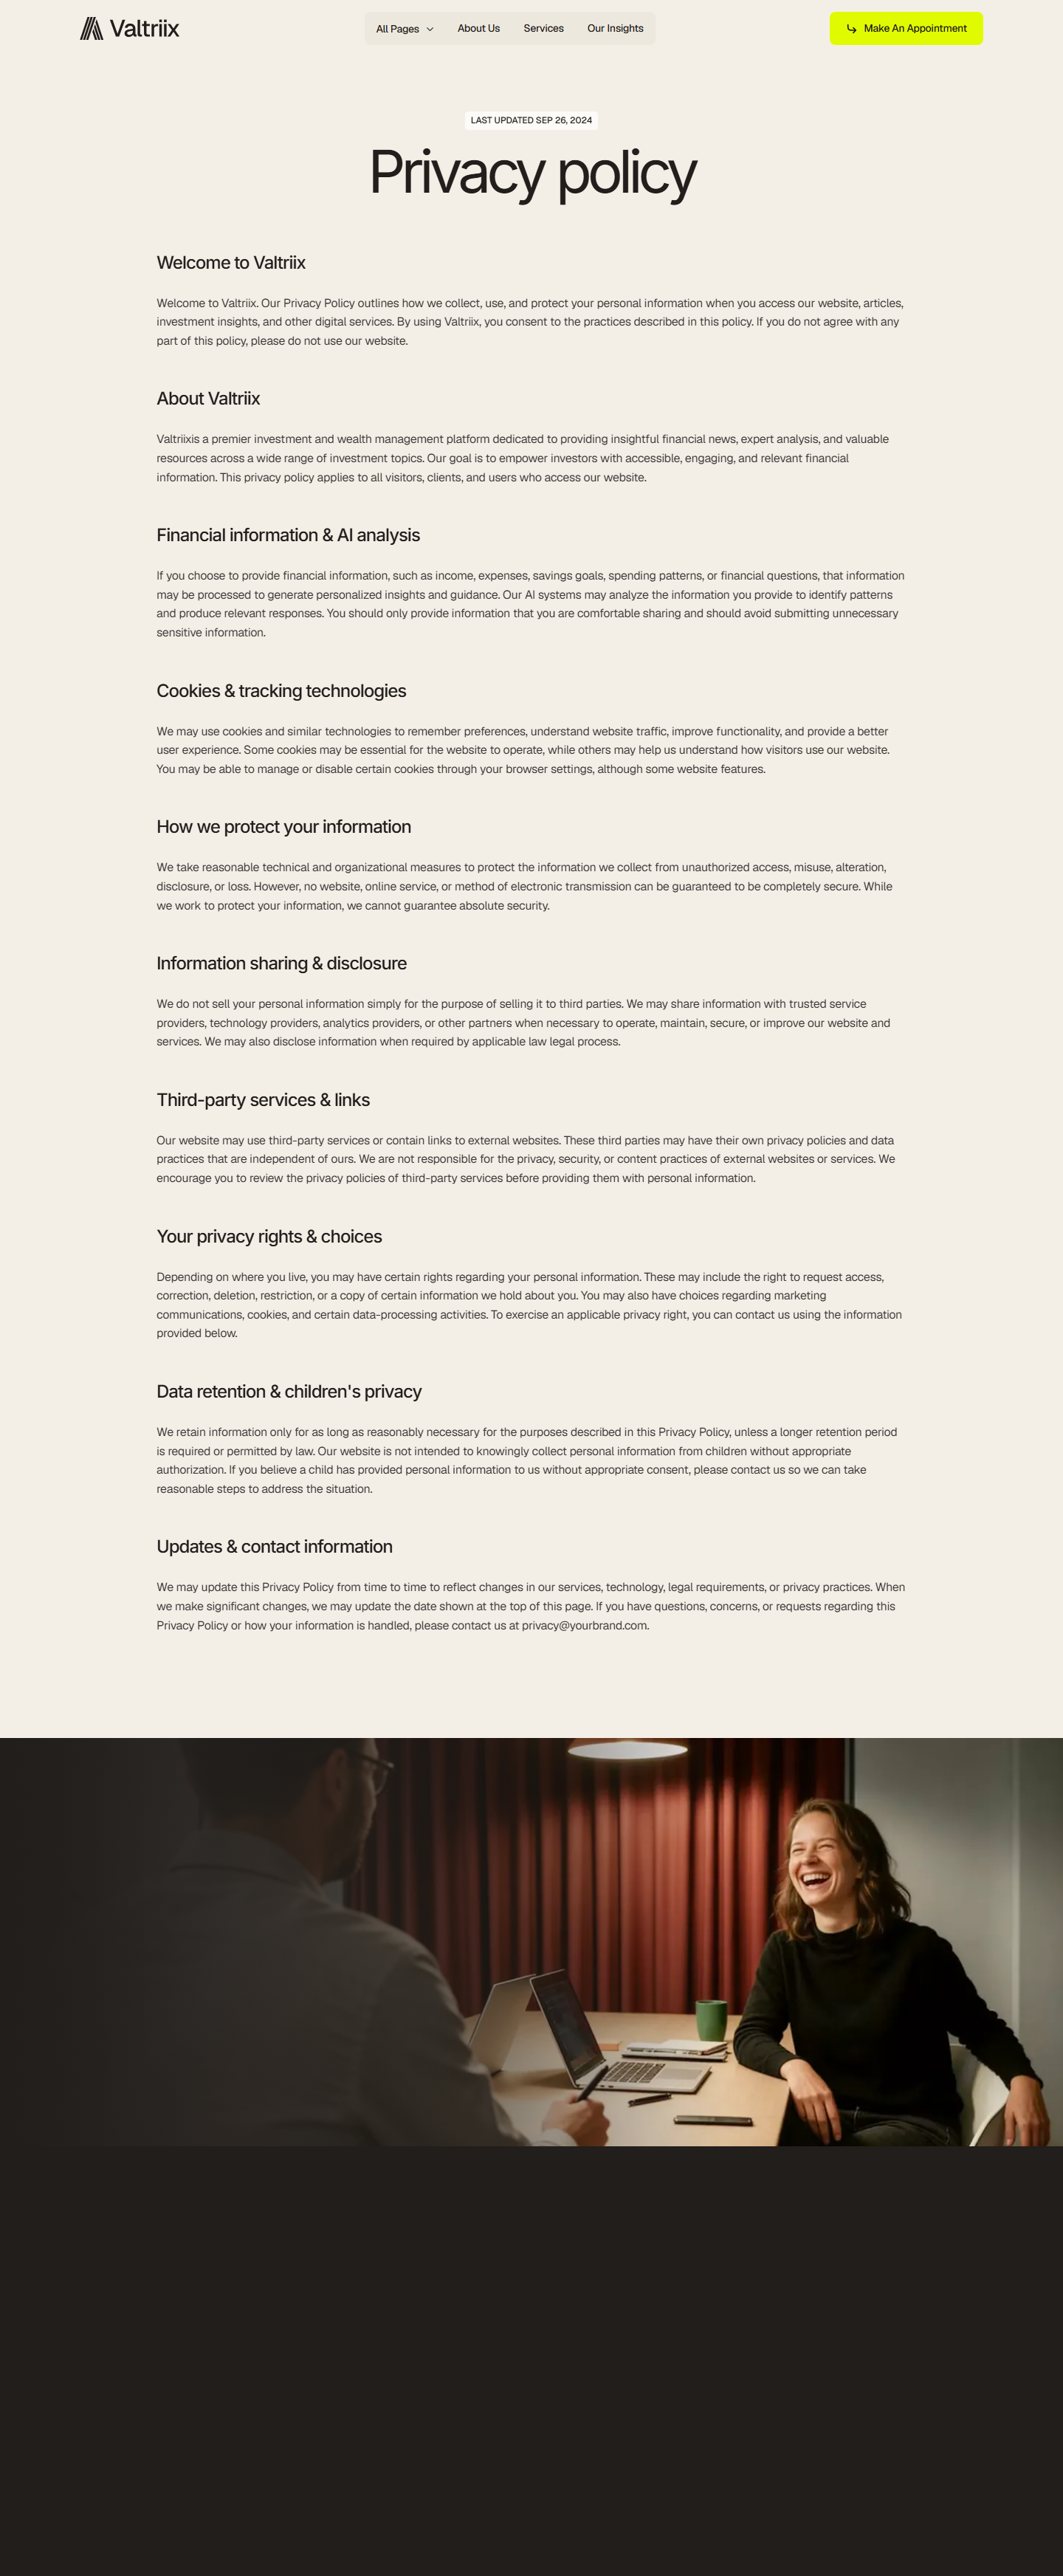 Valtriix
All Pages
About Us
Services
Our Insights
Make An Appointment
LAST UPDATED SEP 26, 2024
Privacy policy
Welcome to Valtriix
Welcome to Valtriix. Our Privacy Policy outlines how we collect, use, and protect your personal information when you access our website, articles,
investment insights, and other digital services. By using Valtriix, you consent to the practices described in this policy. If you do not agree with any
part of this policy, please do not use our website.
About Valtriix
Valtriixis a premier investment and wealth management platform dedicated to providing insightful financial news, expert analysis, and valuable
resources across a wide range of investment topics. Our goal is to empower investors with accessible, engaging, and relevant financial
information. This privacy policy applies to all visitors, clients, and users who access our website.
Financial information & AI analysis
If you choose to provide financial information, such as income, expenses, savings goals, spending patterns, or financial questions, that information
may be processed to generate personalized insights and guidance. Our AI systems may analyze the information you provide to identify patterns
and produce relevant responses. You should only provide information that you are comfortable sharing and should avoid submitting unnecessary
sensitive information.
Cookies & tracking technologies
We may use cookies and similar technologies to remember preferences, understand website traffic, improve functionality, and provide a better
user experience. Some cookies may be essential for the website to operate, while others may help us understand how visitors use our website.
You may be able to manage or disable certain cookies through your browser settings, although some website features.
How we protect your information
We take reasonable technical and organizational measures to protect the information we collect from unauthorized access, misuse, alteration,
disclosure, or loss. However, no website, online service, or method of electronic transmission can be guaranteed to be completely secure. While
we work to protect your information, we cannot guarantee absolute security.
Information sharing & disclosure
We do not sell your personal information simply for the purpose of selling it to third parties. We may share information with trusted service
providers, technology providers, analytics providers, or other partners when necessary to operate, maintain, secure, or improve our website and
services. We may also disclose information when required by applicable law legal process.
Third-party services & links
Our website may use third-party services or contain links to external websites. These third parties may have their own privacy policies and data
practices that are independent of ours. We are not responsible for the privacy, security, or content practices of external websites or services. We
encourage you to review the privacy policies of third-party services before providing them with personal information.
Your privacy rights & choices
Depending on where you live, you may have certain rights regarding your personal information. These may include the right to request access,
correction, deletion, restriction, or a copy of certain information we hold about you. You may also have choices regarding marketing
communications, cookies, and certain data-processing activities. To exercise an applicable privacy right, you can contact us using the information
provided below.
Data retention & children's privacy
We retain information only for as long as reasonably necessary for the purposes described in this Privacy Policy, unless a longer retention period
is required or permitted by law. Our website is not intended to knowingly collect personal information from children without appropriate
authorization. If you believe a child has provided personal information to us without appropriate consent, please contact us so we can take
reasonable steps to address the situation.
Updates & contact information
We may update this Privacy Policy from time to time to reflect changes in our services, technology, legal requirements, or privacy practices. When
we make significant changes, we may update the date shown at the top of this page. If you have questions, concerns, or requests regarding this
Privacy Policy or how your information is handled, please contact us at privacy@yourbrand.com.